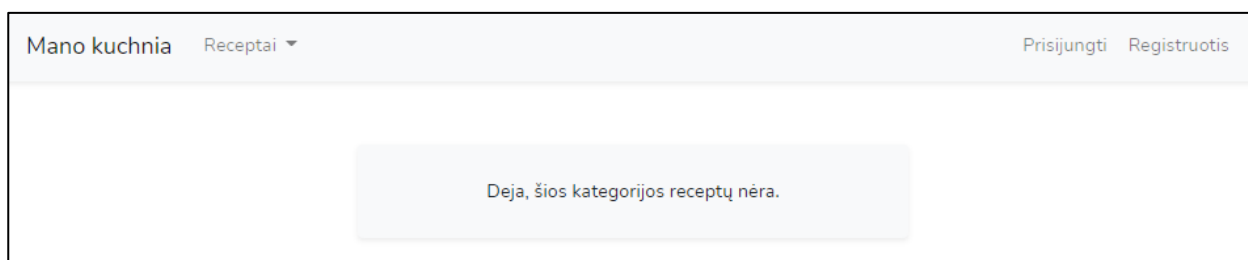 Mano kuchnia Receptai Prisijungti Registruotis
Deja, šios kategorijos receptų nėra.